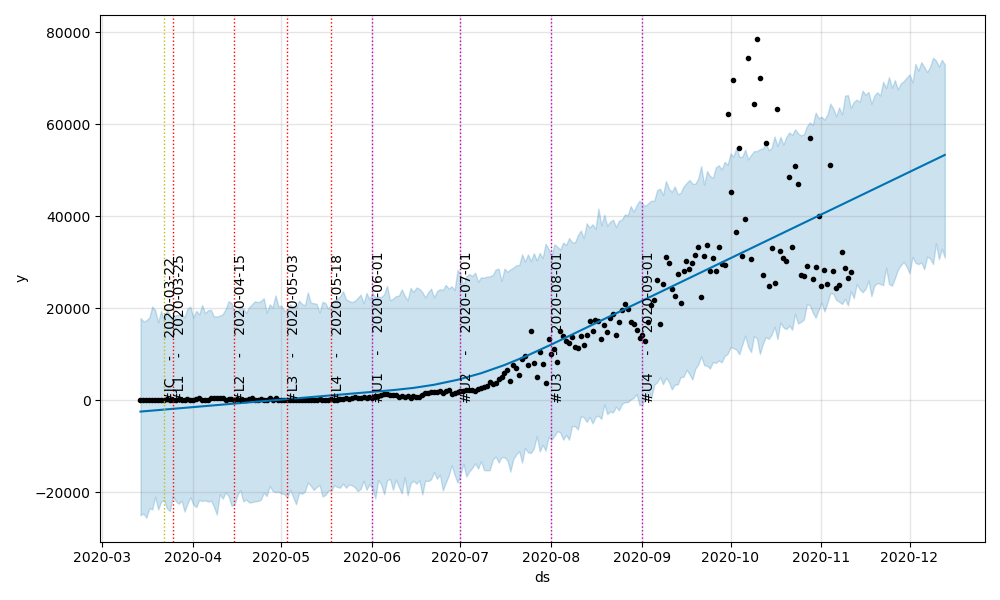 80000
60000
40000
20000
0
−20000
y
#JC - 2020-03-22
#L1 - 2020-03-25
#L2 - 2020-04-15
#L3 - 2020-05-03
#L4 - 2020-05-18
#U1 - 2020-06-01
#U2 - 2020-07-01
#U3 - 2020-08-01
#U4 - 2020-09-01
2020-03 2020-04 2020-05 2020-06 2020-07 2020-08 2020-09 2020-10 2020-11 2020-12
ds